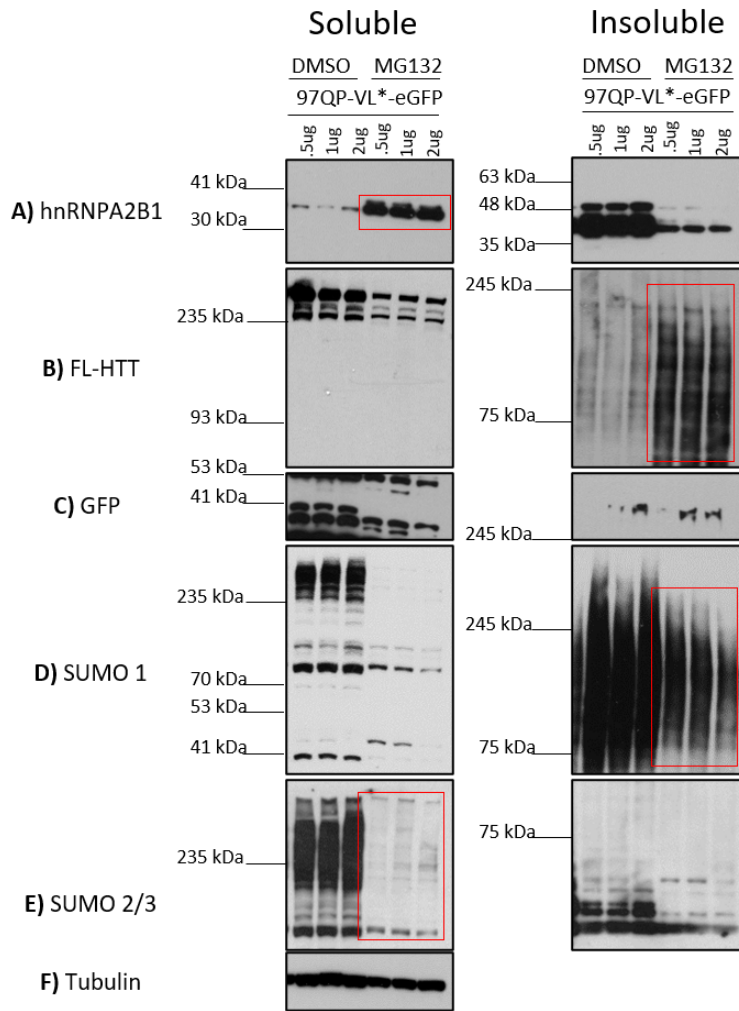 Soluble Insoluble
DMSO MG132 DMSO MG132
97QP-VL*-eGFP 97QP-VL*-eGFP
.5ug 1ug 2ug .5ug 1ug 2ug .5ug 1ug 2ug .5ug 1ug 2ug
41 kDa
30 kDa
A) hnRNPA2B1
63 kDa
48 kDa
35 kDa
235 kDa
93 kDa
B) FL-HTT
245 kDa
75 kDa
53 kDa
41 kDa
C) GFP
245 kDa
235 kDa
70 kDa
53 kDa
41 kDa
D) SUMO 1
245 kDa
75 kDa
235 kDa
E) SUMO 2/3
75 kDa
F) Tubulin